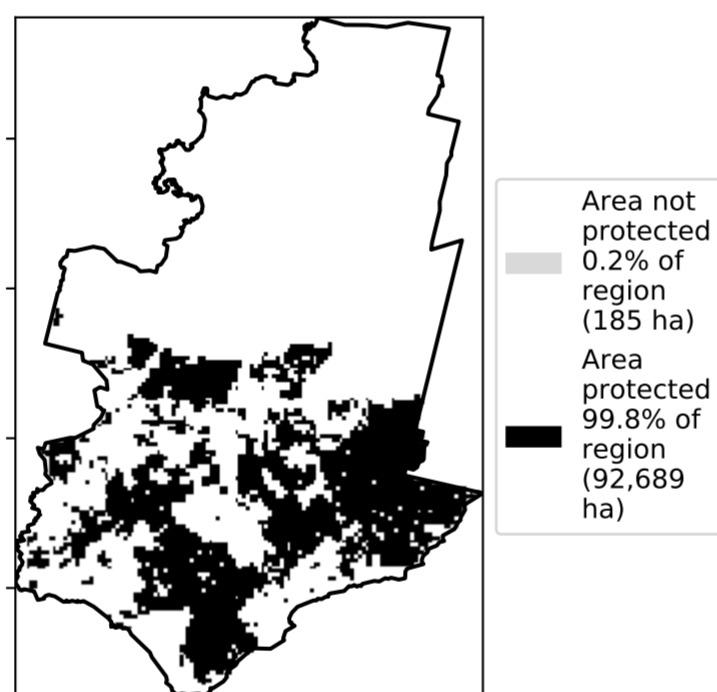 Area not
protected
0.2% of
region
(185 ha)
Area
protected
99.8% of
region
(92,689
ha)